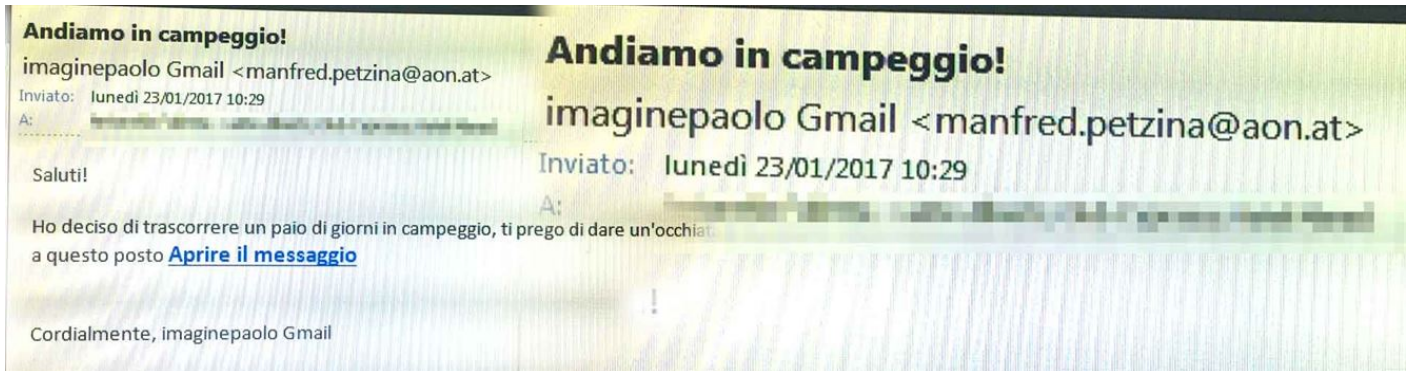 Andiamo in campeggio!
imaginepaolo Gmail <manfred.petzina@aon.at>
Inviato: lunedì 23/01/2017 10:29
A:
Saluti!
Ho deciso di trascorrere un paio di giorni in campeggio, ti prego di dare un'occhiat
a questo posto Aprire il messaggio
Cordialmente, imaginepaolo Gmail
Andiamo in campeggio!
imaginepaolo Gmail <manfred.petzina@aon.at>
Inviato: lunedì 23/01/2017 10:29
A:
!